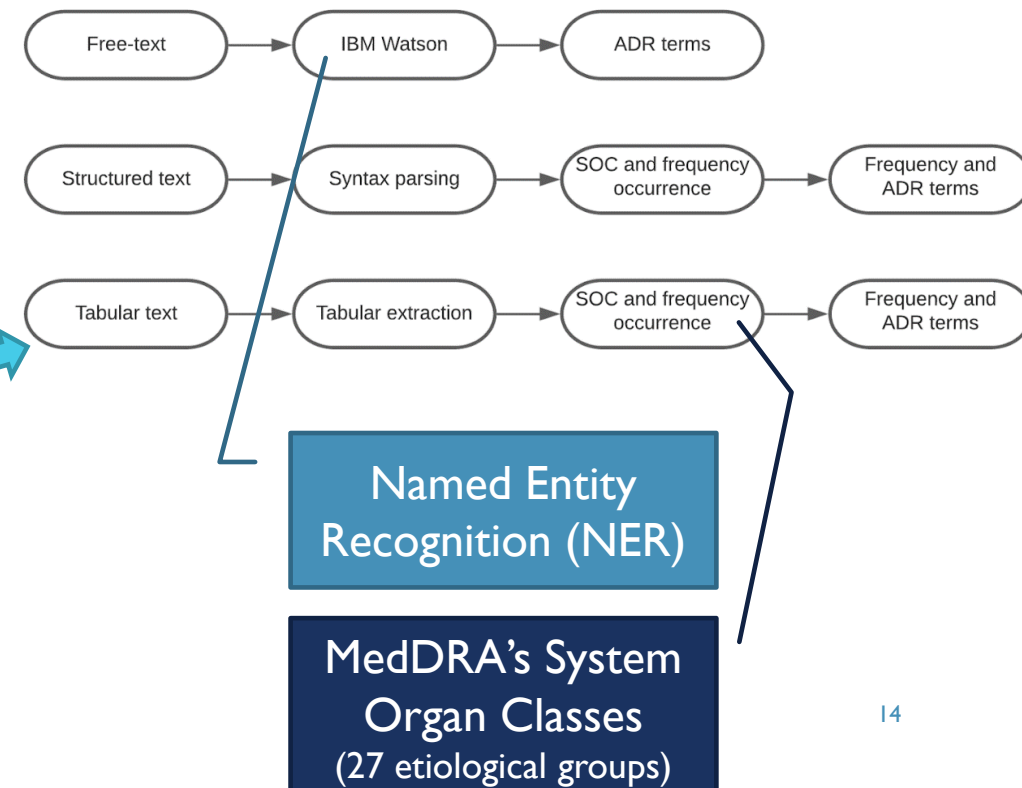 Free-text
IBM Watson
ADR terms
Structured text
Syntax parsing
SOC and frequency
occurrence
Frequency and
ADR terms
Tabular text
Tabular extraction
SOC and frequency
occurrence
Frequency and
ADR terms
Named Entity
Recognition (NER)
MedDRA's System
Organ Classes
(27 etiological groups)
14